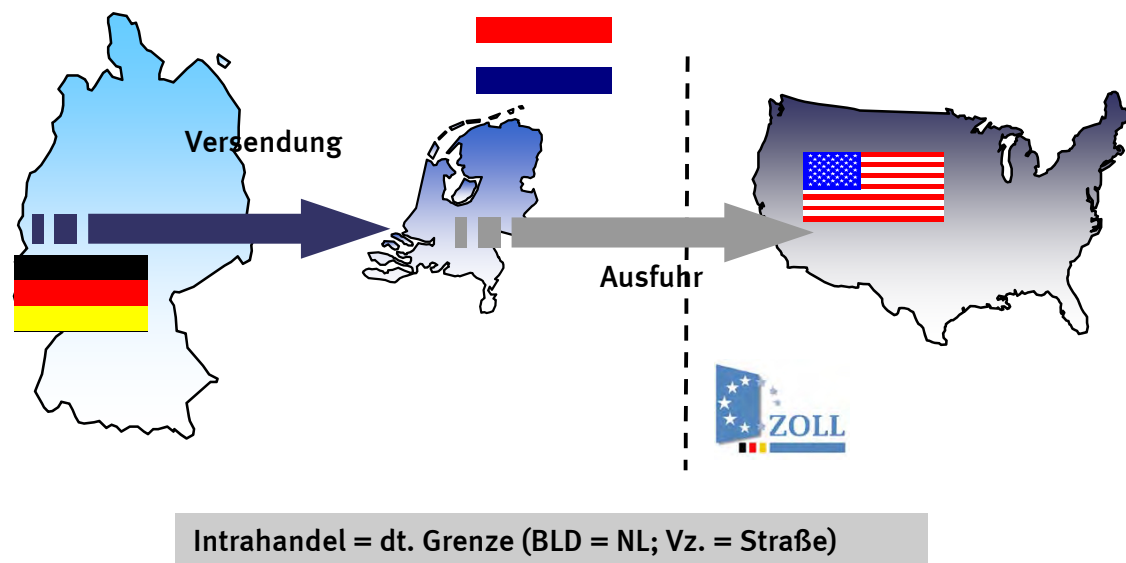 Versendung
Ausfuhr
ZOLL
Intrahandel = dt. Grenze (BLD = NL; Vz. = Straße)